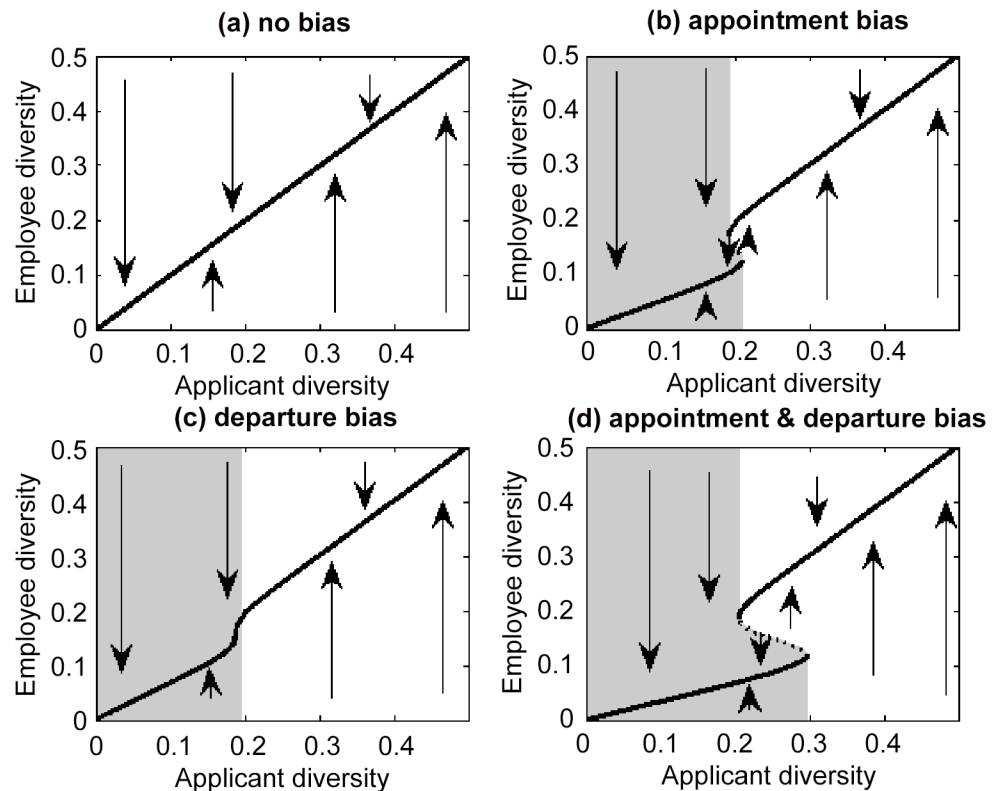 (a) no bias
Employee diversity
0.5
0.4
0.3
0.2
0.1
0
0 0.1 0.2 0.3 0.4
Applicant diversity
(b) appointment bias
Employee diversity
0.5
0.4
0.3
0.2
0.1
0
0 0.1 0.2 0.3 0.4
Applicant diversity
(c) departure bias
Employee diversity
0.5
0.4
0.3
0.2
0.1
0
0 0.1 0.2 0.3 0.4
Applicant diversity
(d) appointment & departure bias
Employee diversity
0.5
0.4
0.3
0.2
0.1
0
0 0.1 0.2 0.3 0.4
Applicant diversity